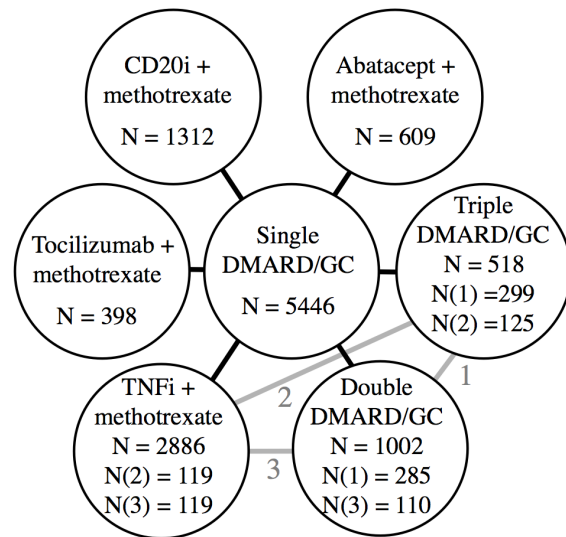 CD20i +
methotrexate
N = 1312
Abatacept +
methotrexate
N = 609
Tocilizumab +
methotrexate
N = 398
Single
DMARD/GC
N = 5446
Triple
DMARD/GC
N = 518
N(1) =299
N(2) =125
TNFi +
methotrexate
N = 2886
N(2) = 119
N(3) = 119
Double
DMARD/GC
N = 1002
N(1) = 285
N(3) = 110
1
2
3